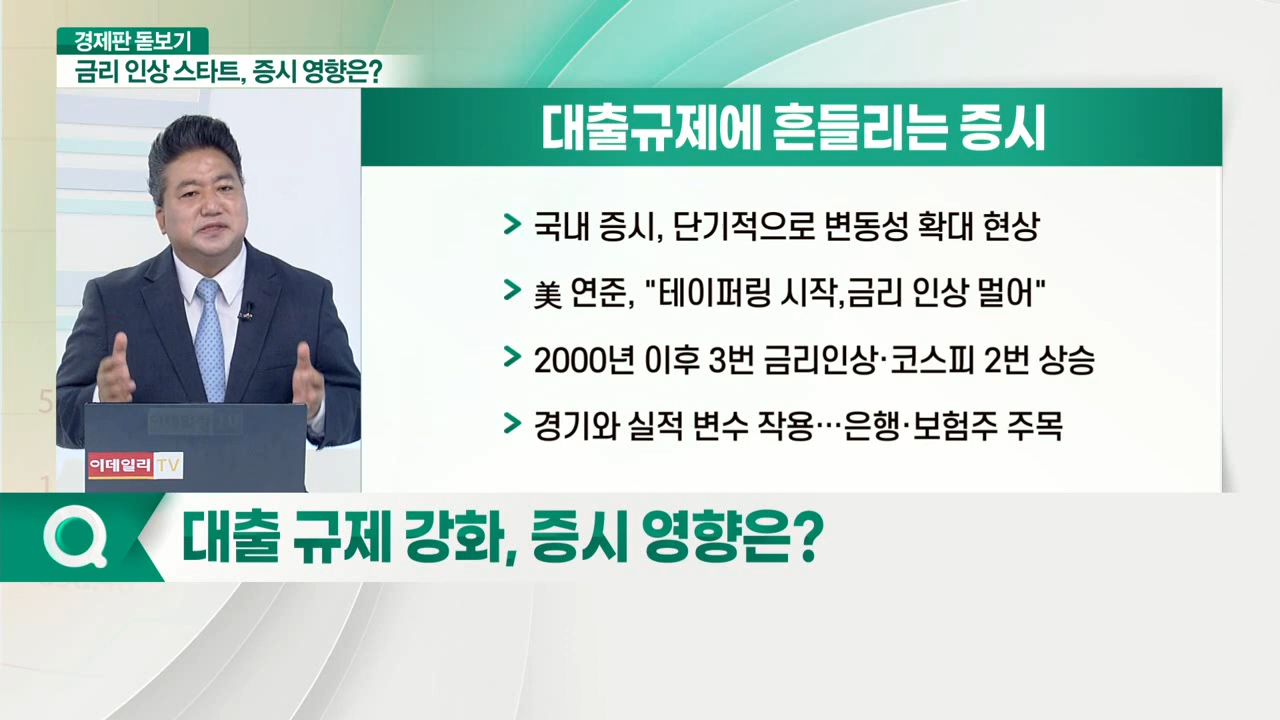 경제판 돋보기
금리 인상 스타트, 증시 영향은?
대출규제에 흔들리는 증시
국내 증시, 단기적으로 변동성 확대 현상
美 연준, "테이퍼링 시작,금리 인상 멀어"
2000년 이후 3번 금리인상·코스피 2번 상승
경기와 실적 변수 작용…은행·보험주 주목
이데일리 TV
대출 규제 강화, 증시 영향은?